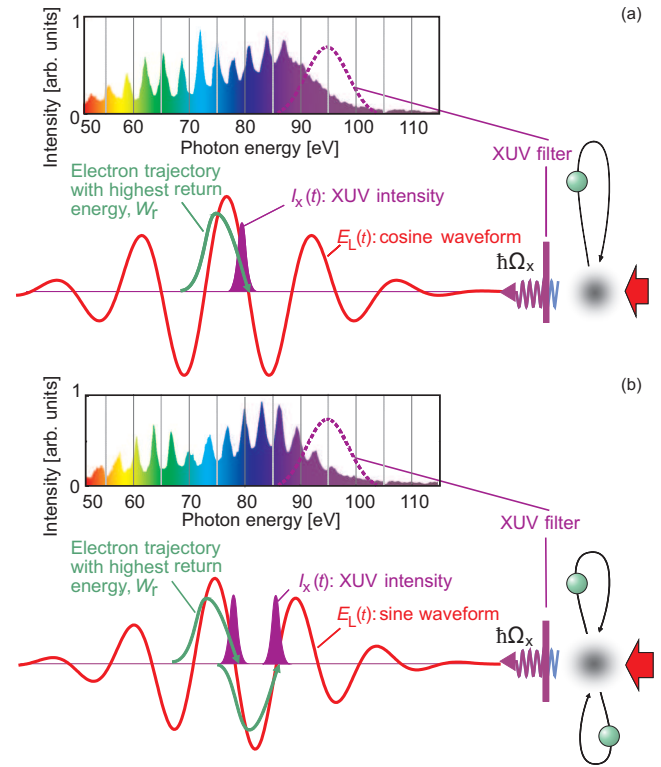 (a)
Intensity [arb. units]
1
0
50 60 70 80 90 100 110
Photon energy [eV]
XUV filter
Electron trajectory
with highest return
energy, Wr
Ix(t): XUV intensity
EL(t): cosine waveform
ħΩx
(b)
Intensity [arb. units]
1
0
50 60 70 80 90 100 110
Photon energy [eV]
XUV filter
Electron trajectory
with highest return
energy, Wr
Ix(t): XUV intensity
EL(t): sine waveform
ħΩx